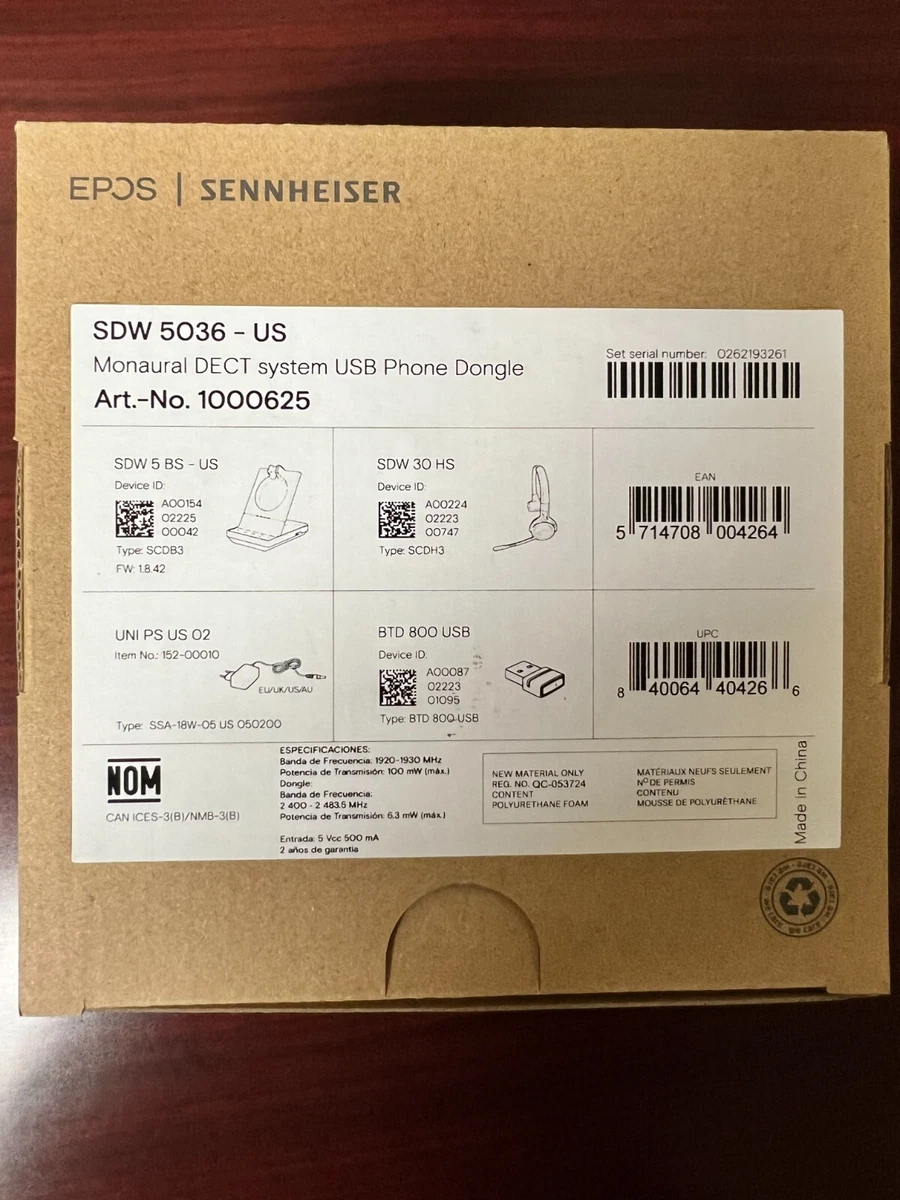 EPOS | SENNHEISER
SDW 5036 - US
Monaural DECT system USB Phone Dongle
Art.-No. 1000625
Set serial number: 0262193261
SDW 5 BS - US
Device ID:
A00154
02225
00042
Type: SCDB3
FW: 1.8.42
SDW 30 HS
Device ID:
A00224
02223
00747
Type: SCDH3
EAN
5 714708 004264
UNI PS US 02
Item No.: 152-00010
EU/UK/US/AU
Type: SSA-18W-05 US 050200
BTD 800 USB
Device ID:
A00087
02223
01095
Type: BTD 800 USB
UPC
8 40064 40426 6
NOM
CAN ICES-3(B)/NMB-3(B)
ESPECIFICACIONES:
Banda de Frecuencia: 1920-1930 MHz
Potencia de Transmisión: 100 mW (máx.)
Dongle:
Banda de Frecuencia:
2 400 - 2 483.5 MHz
Potencia de Transmisión: 6.3 mW (máx.)
Entrada: 5 Vcc 500 mA
2 años de garantia
NEW MATERIAL ONLY
REG. NO. QC-053724
CONTENT
POLYURETHANE FOAM
MATÉRIAUX NEUFS SEULEMENT
Nº DE PERMIS
CONTENU
MOUSSE DE POLYURÉTHANE
Made in China